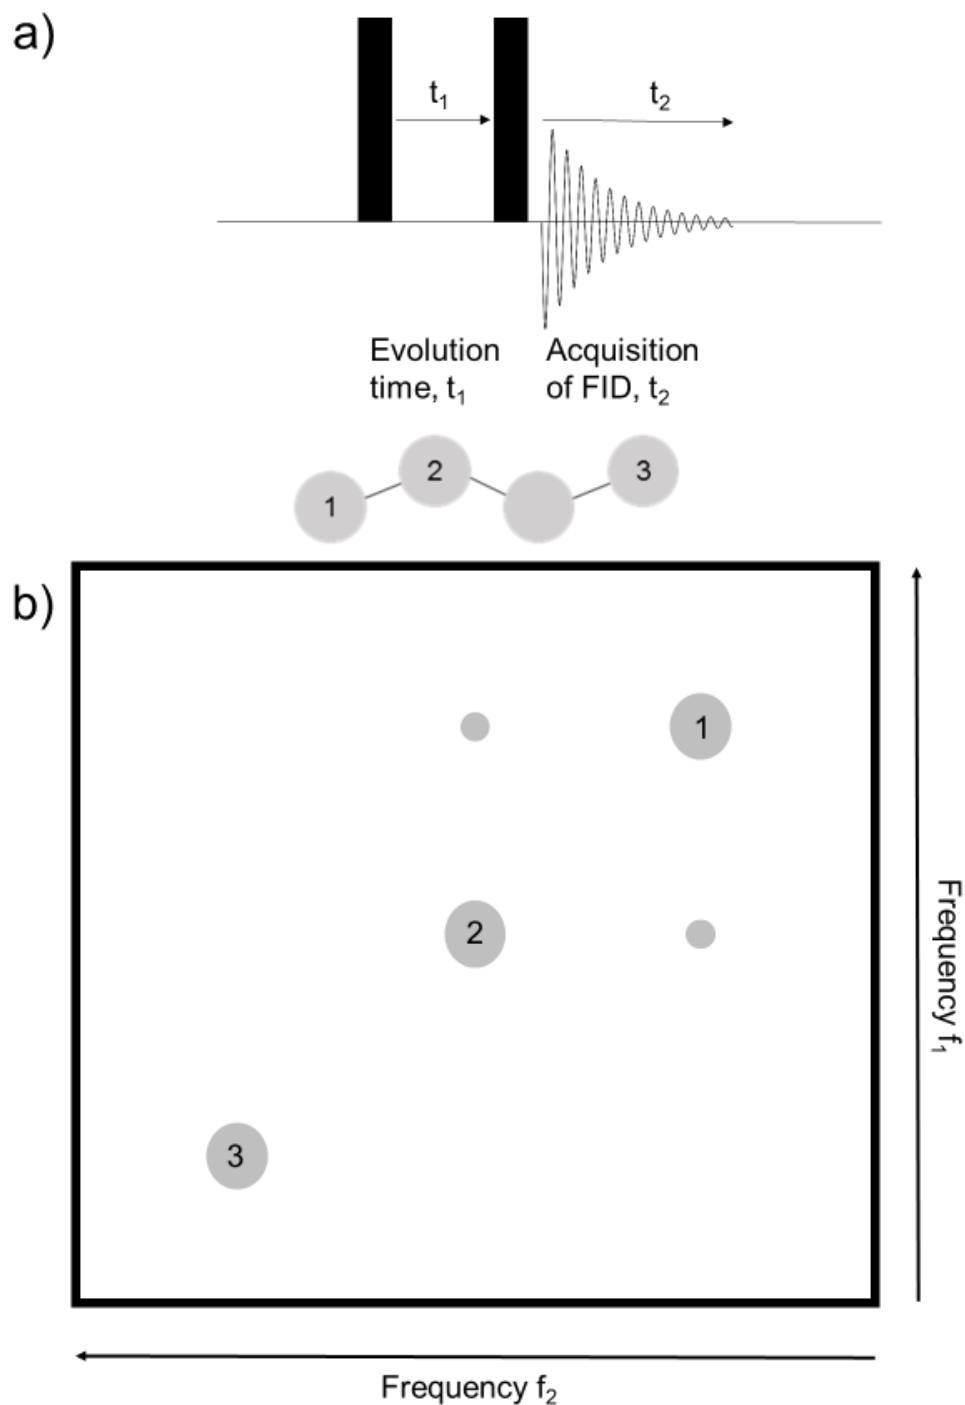 a)
t₁
t₂
Evolution
time, t₁
Acquisition
of FID, t₂
1
2
3
b)
1
2
3
Frequency f₁
Frequency f₂